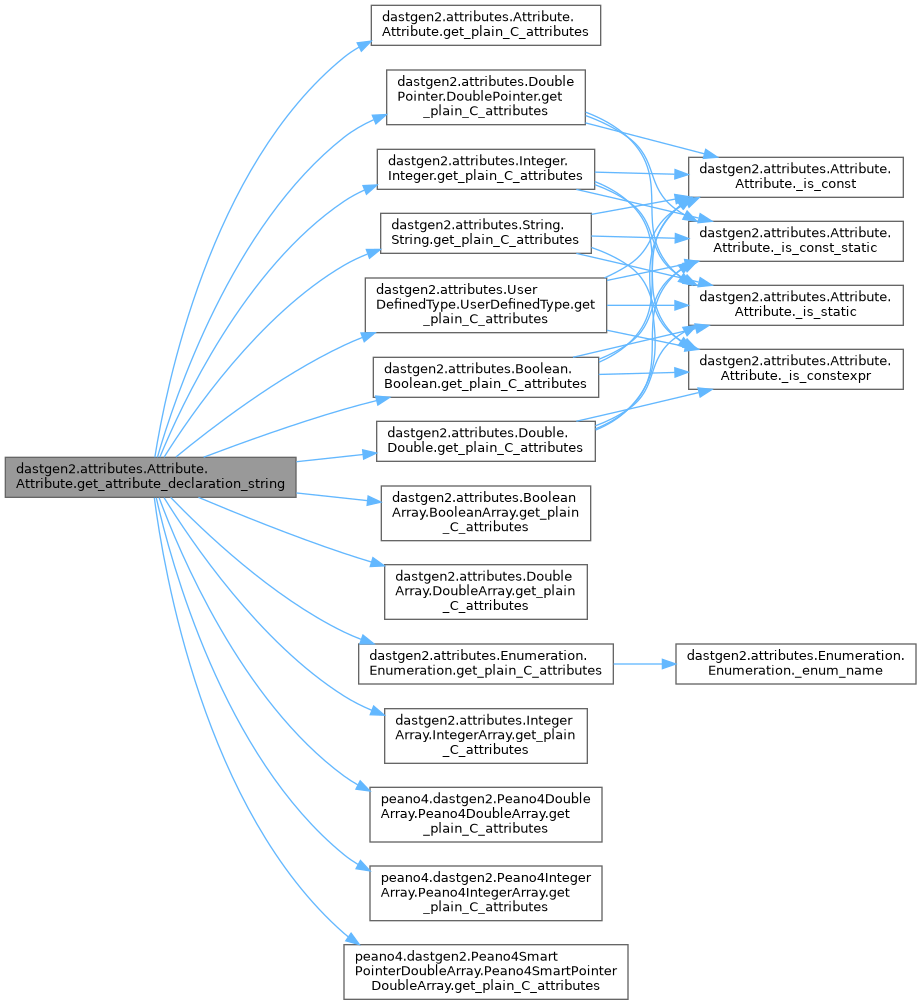 dastgen2.attributes.Attribute.
Attribute.get_attribute_declaration_string
dastgen2.attributes.Attribute.
Attribute.get_plain_C_attributes
dastgen2.attributes.Double
Pointer.DoublePointer.get
_plain_C_attributes
dastgen2.attributes.Integer.
Integer.get_plain_C_attributes
dastgen2.attributes.String.
String.get_plain_C_attributes
dastgen2.attributes.User
DefinedType.UserDefinedType.get
_plain_C_attributes
dastgen2.attributes.Boolean.
Boolean.get_plain_C_attributes
dastgen2.attributes.Double.
Double.get_plain_C_attributes
dastgen2.attributes.Boolean
Array.BooleanArray.get_plain
_C_attributes
dastgen2.attributes.Double
Array.DoubleArray.get_plain
_C_attributes
dastgen2.attributes.Enumeration.
Enumeration.get_plain_C_attributes
dastgen2.attributes.Integer
Array.IntegerArray.get_plain
_C_attributes
peano4.dastgen2.Peano4Double
Array.Peano4DoubleArray.get
_plain_C_attributes
peano4.dastgen2.Peano4Integer
Array.Peano4IntegerArray.get
_plain_C_attributes
peano4.dastgen2.Peano4Smart
PointerDoubleArray.Peano4SmartPointer
DoubleArray.get_plain_C_attributes
dastgen2.attributes.Attribute.
Attribute._is_const
dastgen2.attributes.Attribute.
Attribute._is_const_static
dastgen2.attributes.Attribute.
Attribute._is_static
dastgen2.attributes.Attribute.
Attribute._is_constexpr
dastgen2.attributes.Enumeration.
Enumeration._enum_name